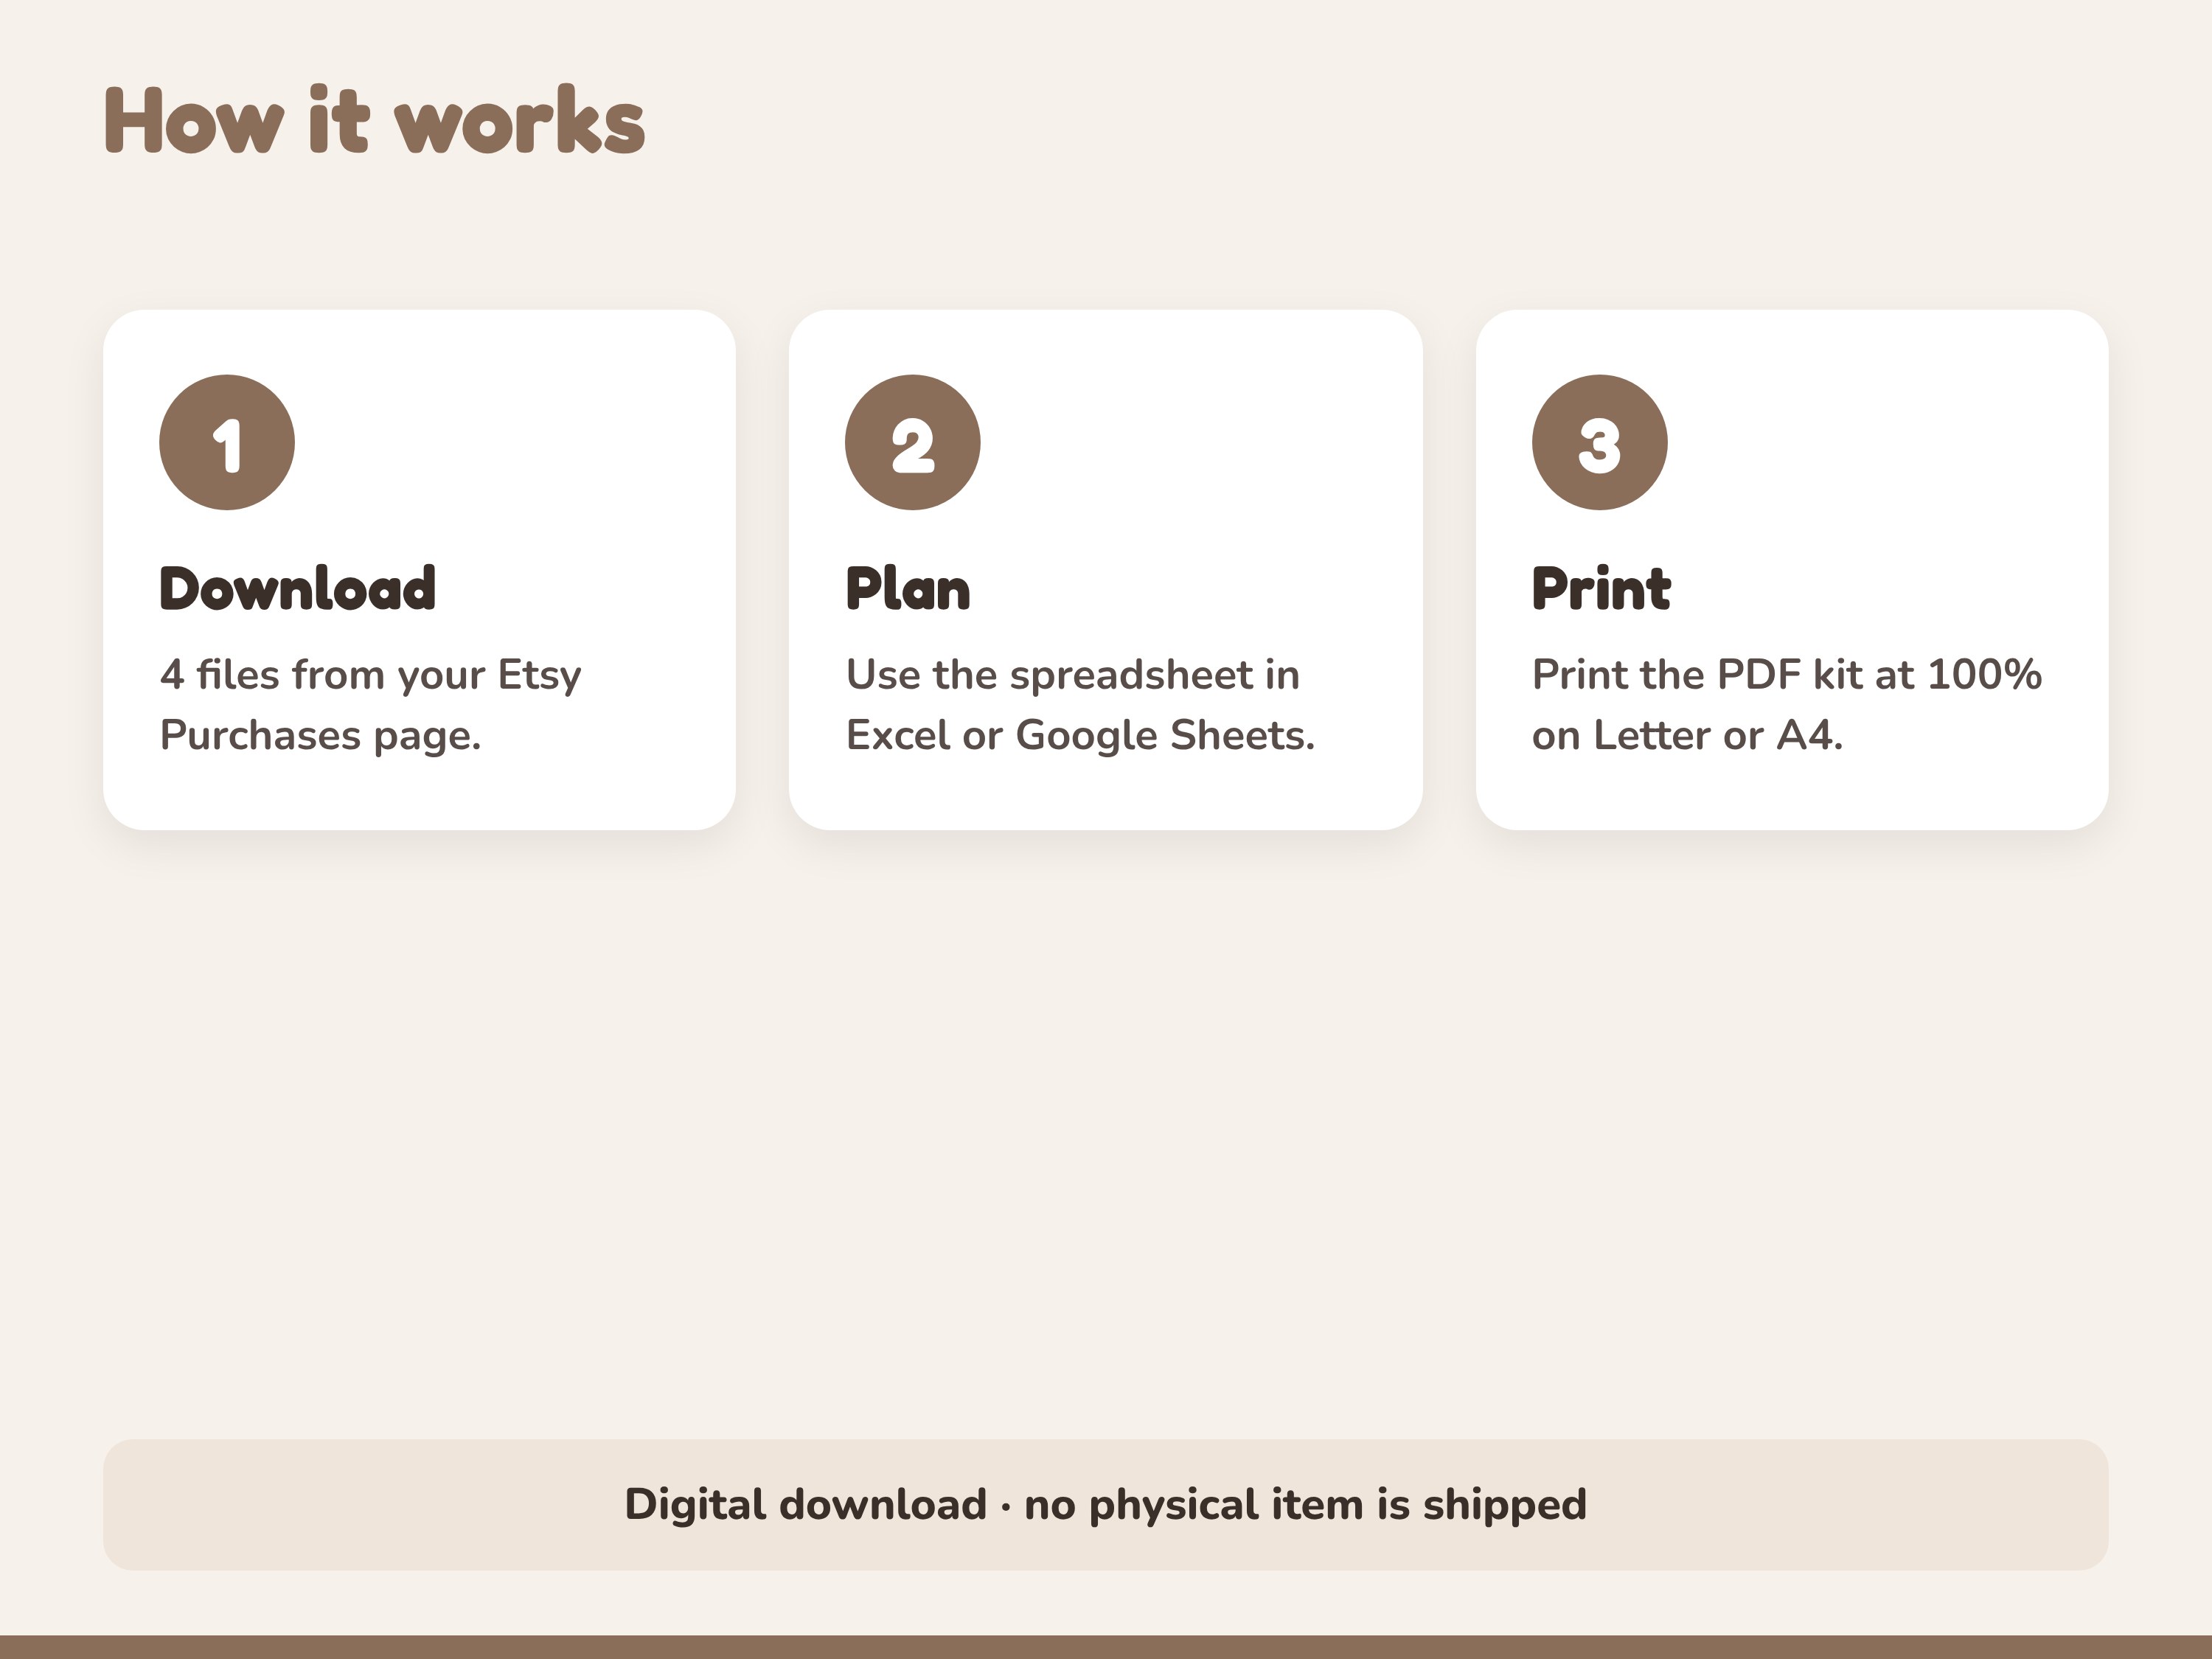 How it works
1
Download
4 files from your Etsy
Purchases page.
2
Plan
Use the spreadsheet in
Excel or Google Sheets.
3
Print
Print the PDF kit at 100%
on Letter or A4.
Digital download · no physical item is shipped